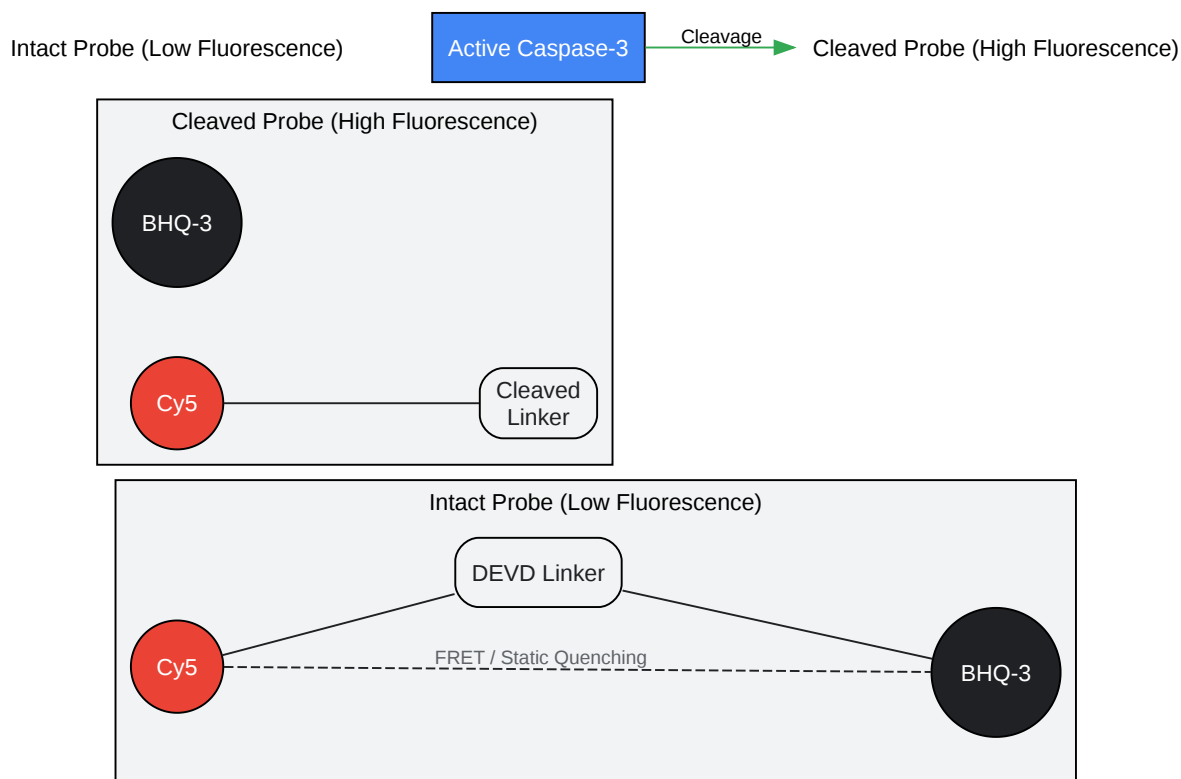 Intact Probe (Low Fluorescence)
Active Caspase-3
Cleavage
Cleaved Probe (High Fluorescence)
Cleaved Probe (High Fluorescence)
BHQ-3
Cy5
Cleaved
Linker
Intact Probe (Low Fluorescence)
DEVD Linker
Cy5
FRET / Static Quenching
BHQ-3